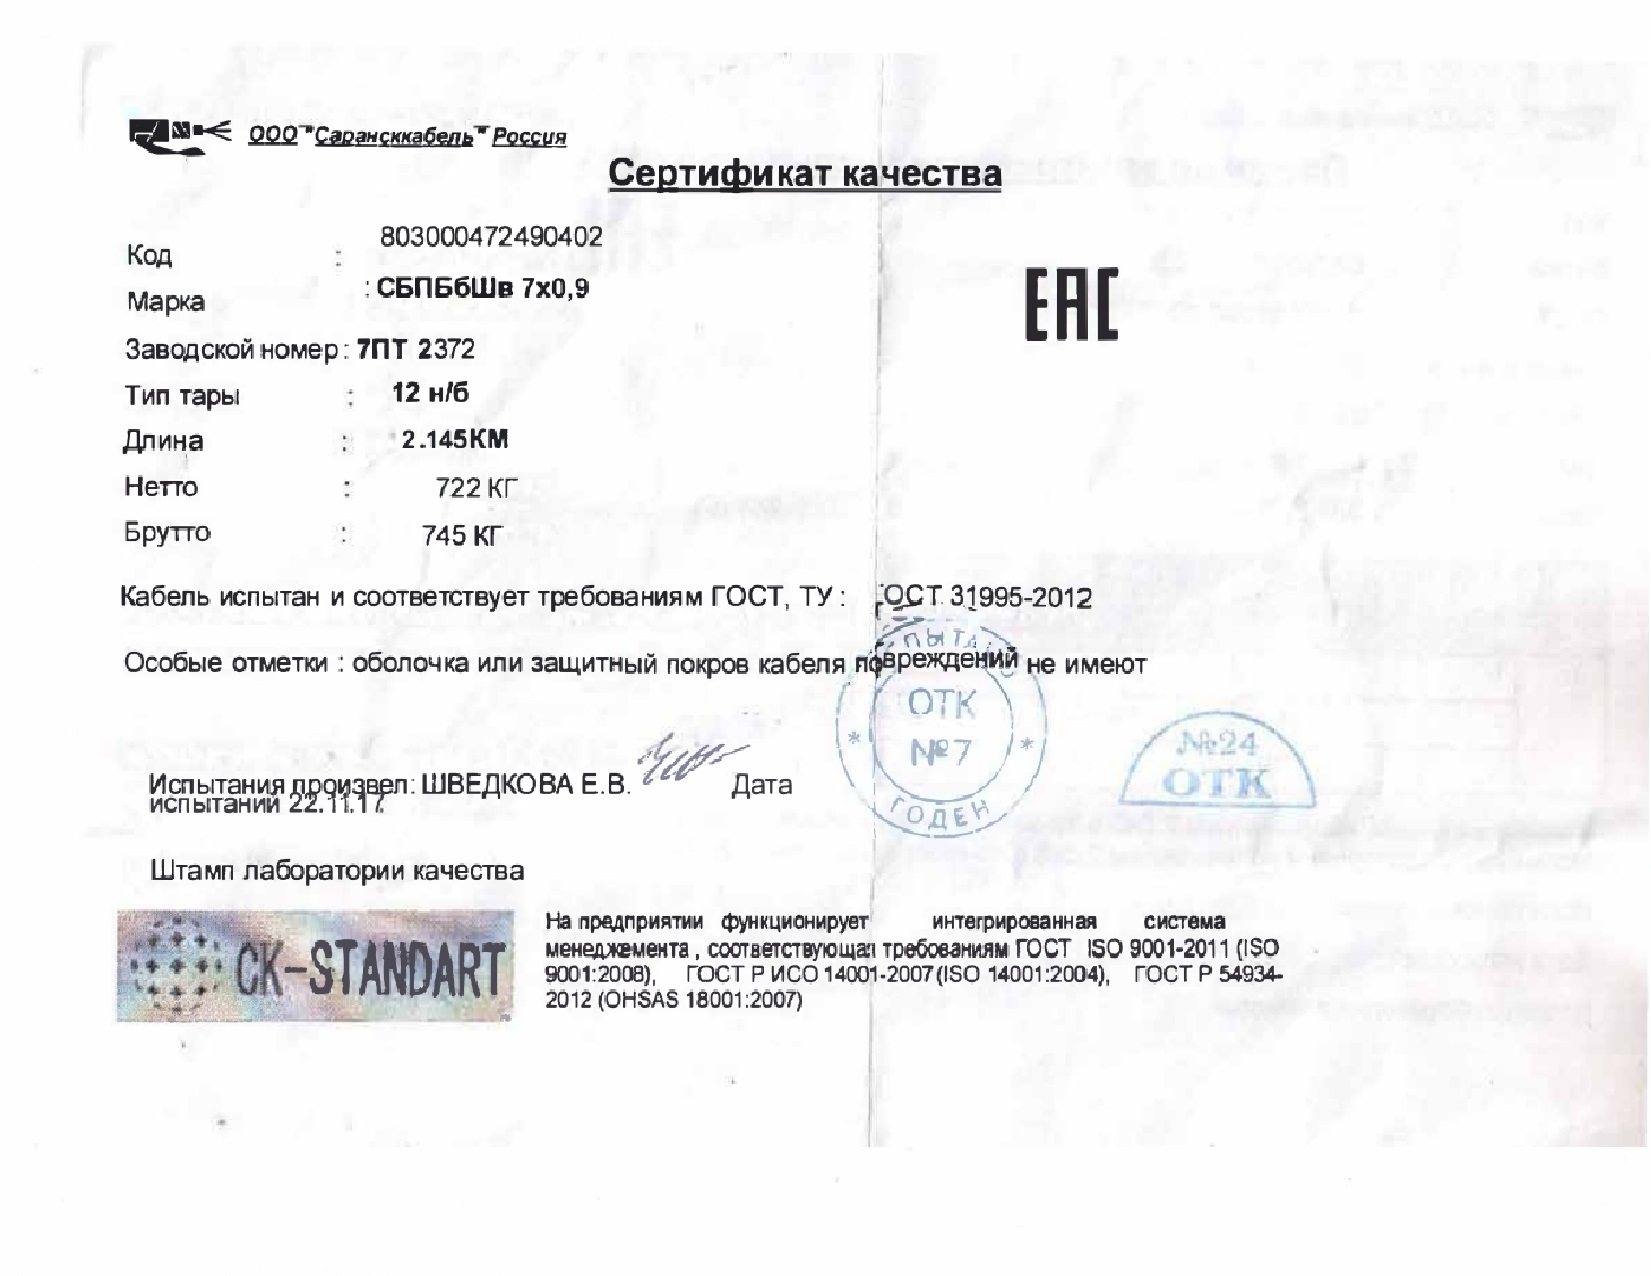 ООО "Сарансккабель" Россия
Сертификат качества
Код : 803000472490402
Марка : СБПБбШв 7х0,9
Заводской номер : 7ПТ 2372
Тип тары : 12 н/б
Длина : 2.145КМ
Нетто : 722 КГ
Брутто : 745 КГ
ЕАС
Кабель испытан и соответствует требованиям ГОСТ, ТУ : ГОСТ 31995-2012
Особые отметки : оболочка или защитный покров кабеля повреждений не имеют
ОТК
№7
ГОДЕН
№24
ОТК
Испытания произвел: ШВЕДКОВА Е.В. Дата
испытаний 22.11.17.
Штамп лаборатории качества
СК-STANDART
На предприятии функционирует интегрированная система
менеджемента , соответствующая требованиям ГОСТ ISO 9001-2011 (ISO
9001:2008), ГОСТ Р ИСО 14001-2007(ISO 14001:2004), ГОСТ Р 54934-
2012 (OHSAS 18001:2007)